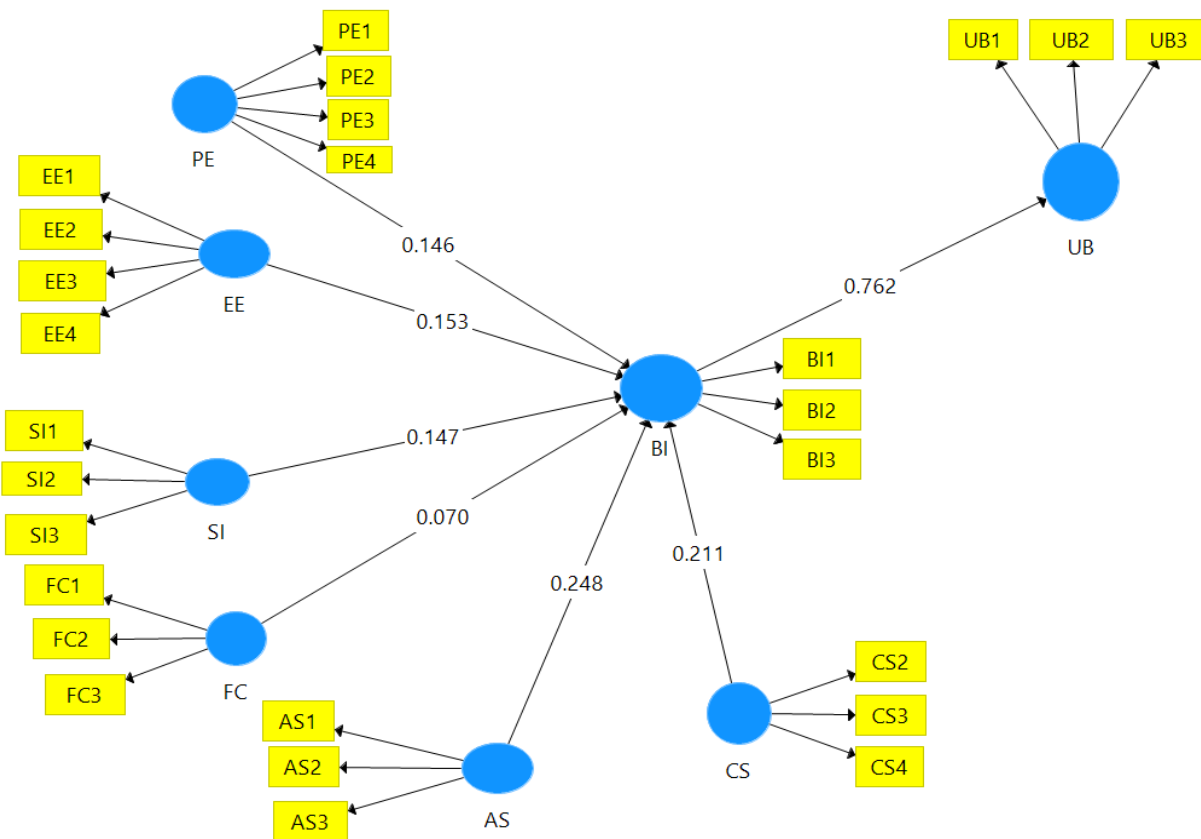 PE1
PE2
PE3
PE4
PE
UB1 UB2 UB3
UB
EE1
EE2
EE3
EE4
EE
0.146
0.153
0.762
BI1
BI2
BI3
BI
SI1
SI2
SI3
SI
0.147
0.070
FC1
FC2
FC3
FC
0.248
0.211
AS1
AS2
AS3
AS
CS2
CS3
CS4
CS